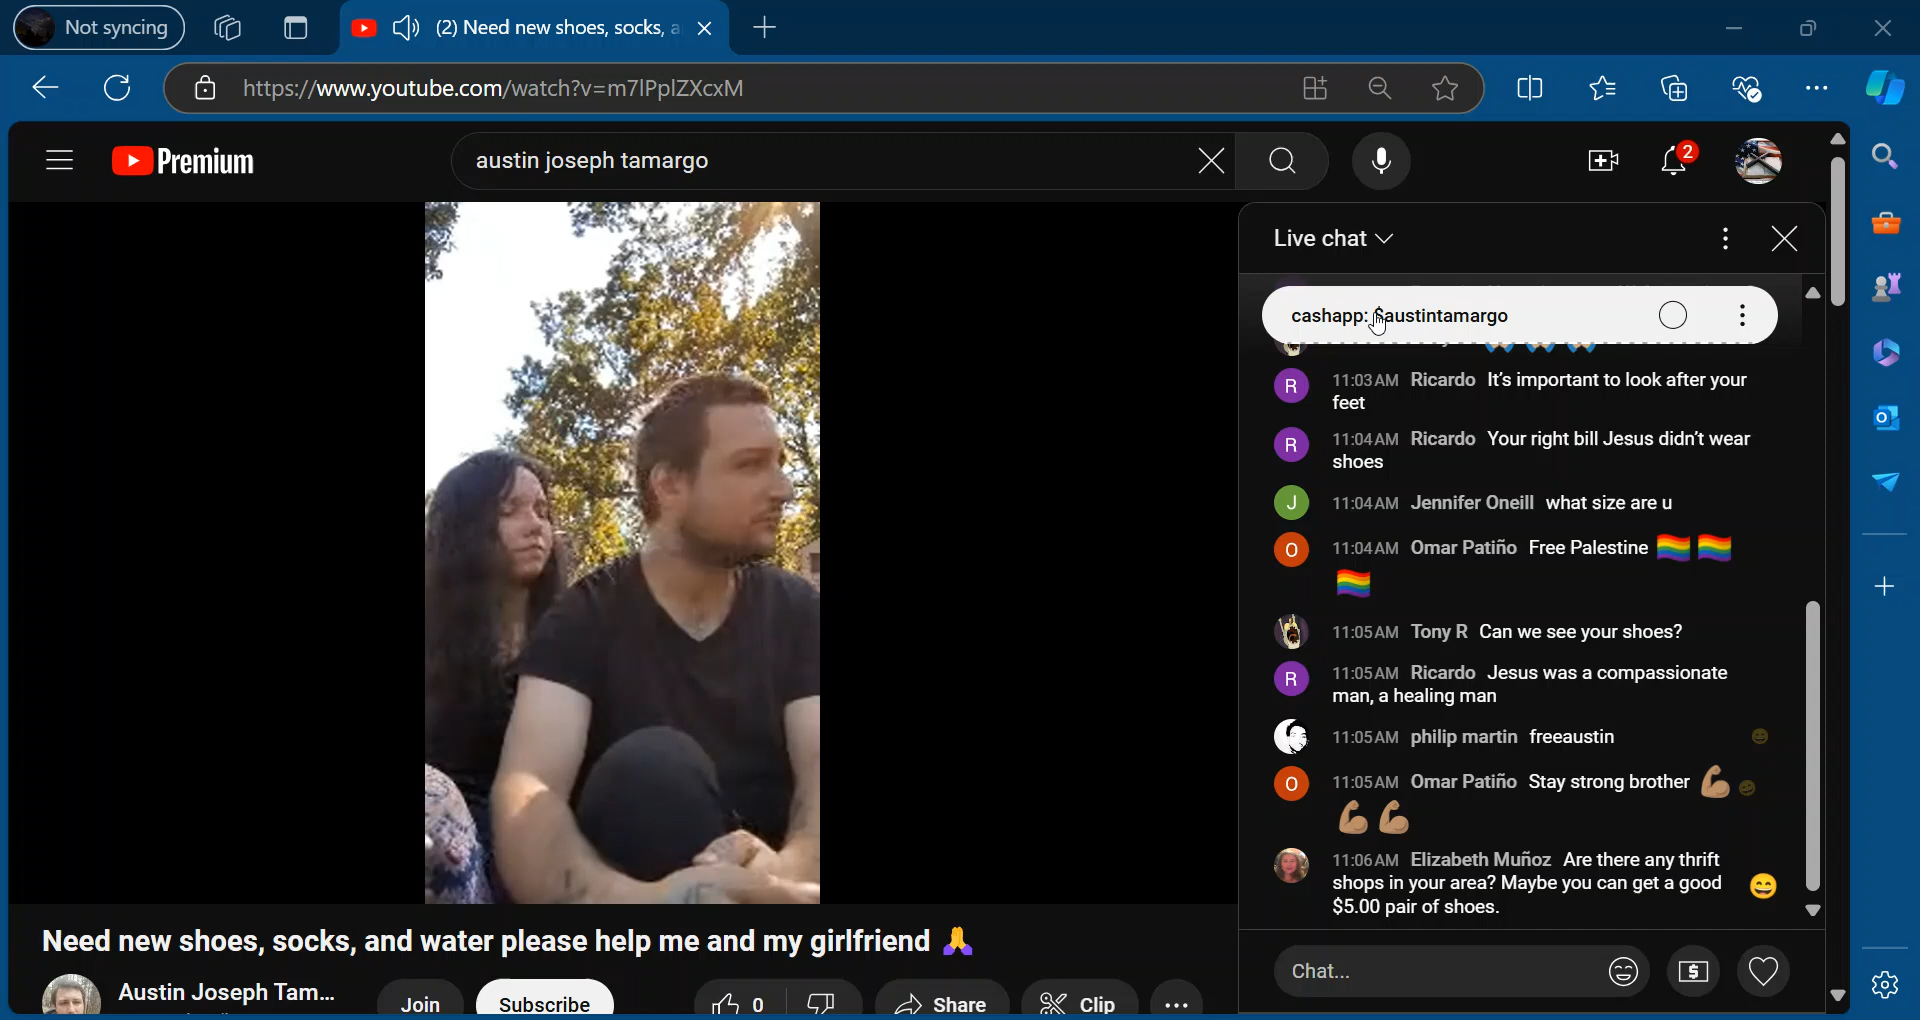 Not syncing
(2) Need new shoes, socks, a
https://www.youtube.com/watch?v=m7lPplZXcxM
Premium
austin joseph tamargo
2
Live chat
cashapp: $austintamargo
R 11:03AM Ricardo It's important to look after your
feet
R 11:04AM Ricardo Your right bill Jesus didn't wear
shoes
J 11:04AM Jennifer Oneill what size are u
O 11:04AM Omar Patiño Free Palestine 🏳️‍🌈 🏳️‍🌈
🏳️‍🌈
11:05AM Tony R Can we see your shoes?
R 11:05AM Ricardo Jesus was a compassionate
man, a healing man
11:05AM philip martin freeaustin
O 11:05AM Omar Patiño Stay strong brother 💪🏽
💪🏽 💪🏽
11:06AM Elizabeth Muñoz Are there any thrift
shops in your area? Maybe you can get a good
$5.00 pair of shoes.
Chat...
Need new shoes, socks, and water please help me and my girlfriend 🙏
Austin Joseph Tam...
Join
Subscribe
0
Share
Clip